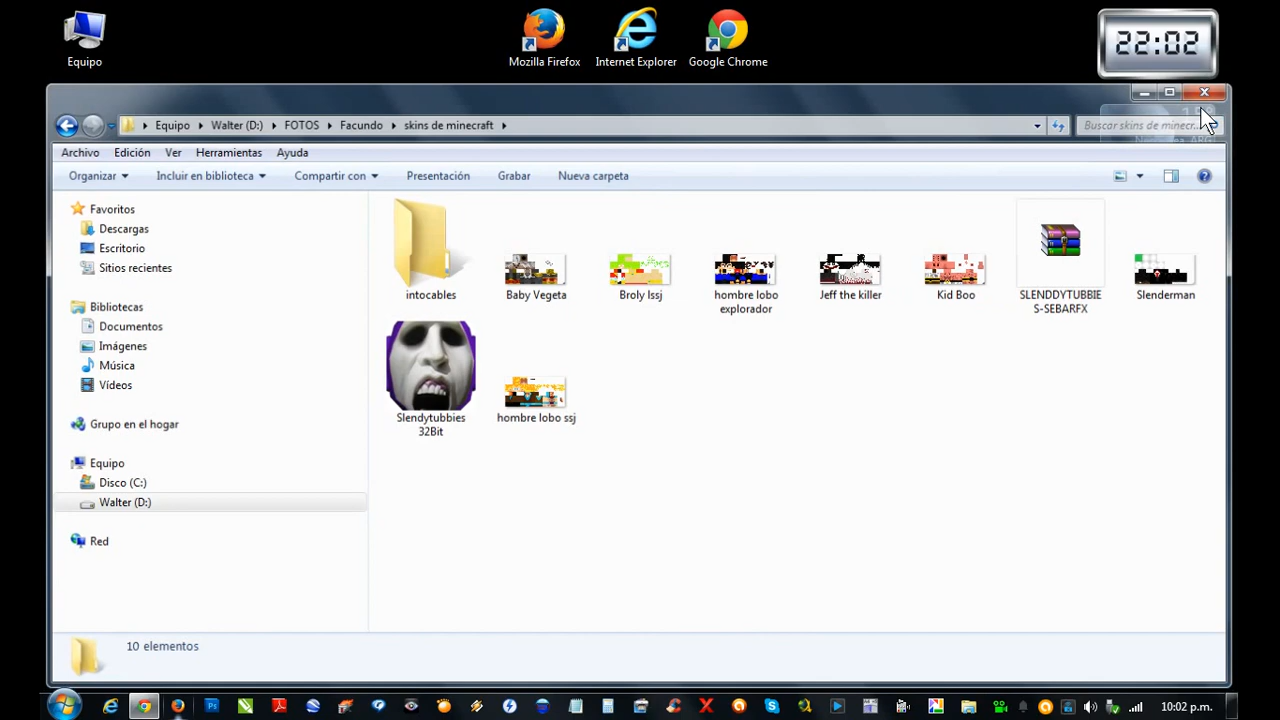 Equipo
Mozilla Firefox
Internet Explorer
Google Chrome
22:02
Equipo
Walter (D:)
FOTOS
Facundo
skins de minecraft
Buscar skins de minecr...
Archivo
Edición
Ver
Herramientas
Ayuda
Organizar
Incluir en biblioteca
Compartir con
Presentación
Grabar
Nueva carpeta
Favoritos
Descargas
Escritorio
Sitios recientes
Bibliotecas
Documentos
Imágenes
Música
Vídeos
Grupo en el hogar
Equipo
Disco (C:)
Walter (D:)
Red
intocables
Baby Vegeta
Broly lssj
hombre lobo
explorador
Jeff the killer
Kid Boo
SLENDDYTUBBIE
S-SEBARFX
Slenderman
Slendytubbies
32Bit
hombre lobo ssj
10 elementos
10:02 p.m.